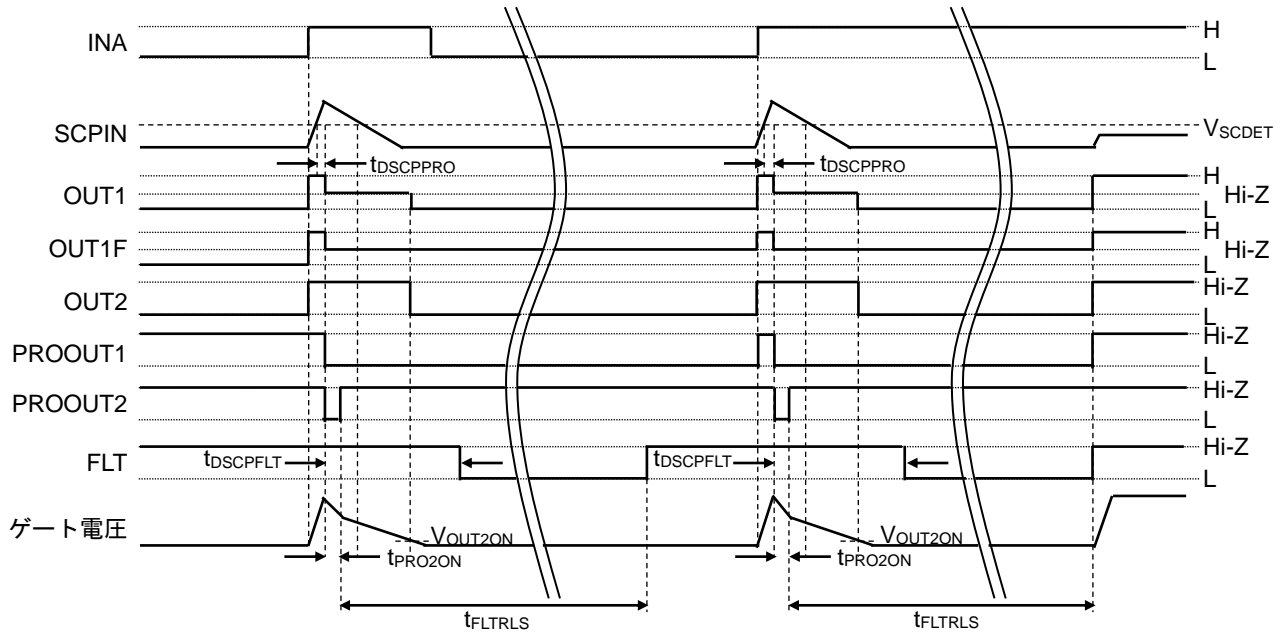 INA
H
L
SCPIN
VSCDET
tDSCPPRO
tDSCPPRO
OUT1
H
Hi-Z
L
OUT1F
H
Hi-Z
L
OUT2
Hi-Z
L
PROOUT1
Hi-Z
L
PROOUT2
Hi-Z
L
FLT
tDSCPFLT
tDSCPFLT
Hi-Z
L
ゲート電圧
VOUT2ON
VOUT2ON
tPRO2ON
tPRO2ON
tFLTRLS
tFLTRLS